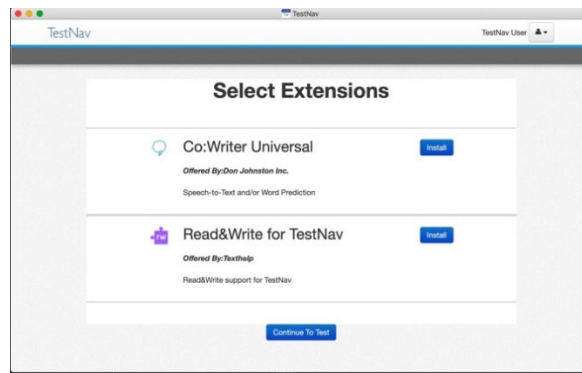 TestNav
TestNav
TestNav User
Select Extensions
Co:Writer Universal
Install
Offered By:Don Johnston Inc.
Speech-to-Text and/or Word Prediction
rw
Read&Write for TestNav
Install
Offered By:Texthelp
Read&Write support for TestNav
Continue To Test